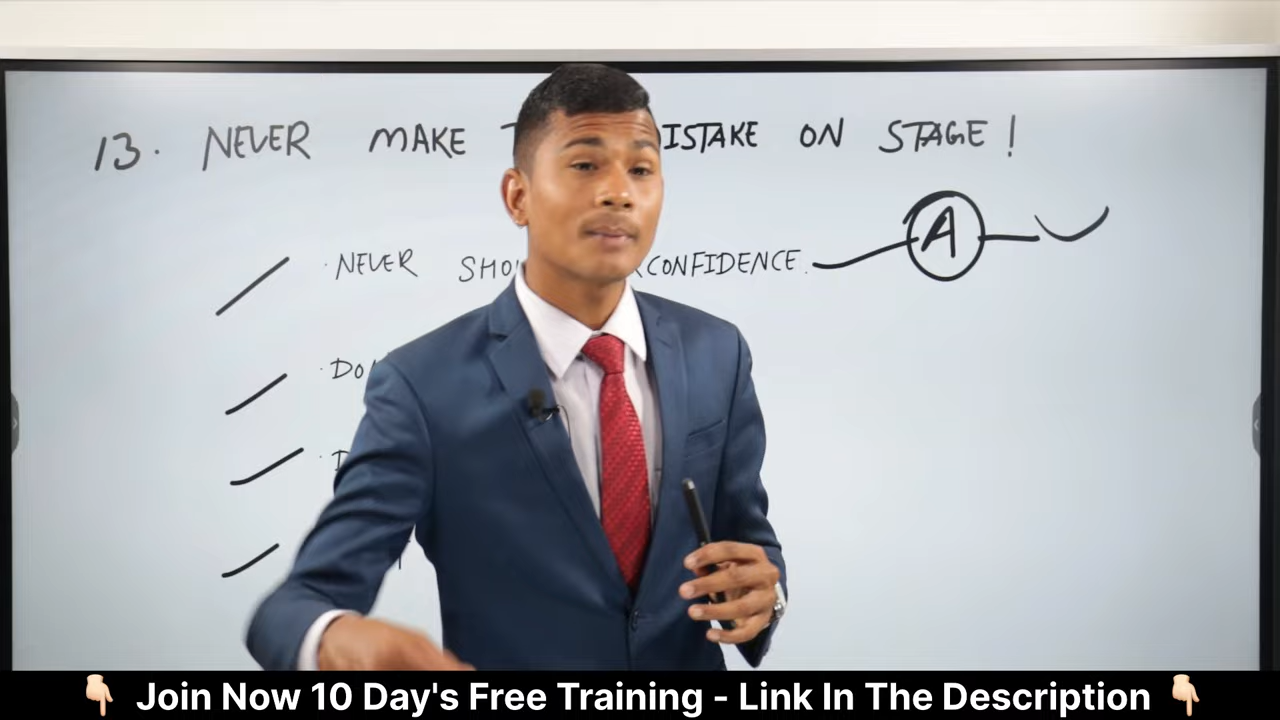 13. NEVER MAKE ISTAKE ON STAGE!
· NEVER SHO CONFIDENCE. A
· DO
Join Now 10 Day's Free Training - Link In The Description